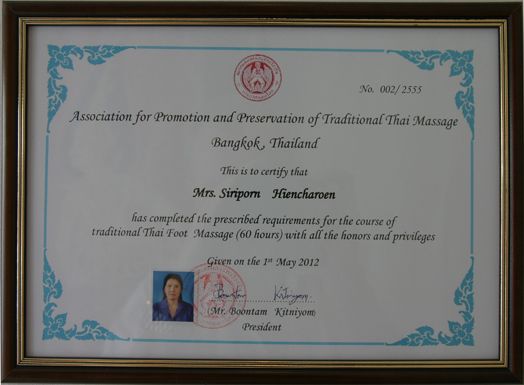 No. 002/2555
Association for Promotion and Preservation of Traditional Thai Massage
Bangkok, Thailand
This is to certify that
Mrs. Siriporn Hiencharoen
has completed the prescribed requirements for the course of
traditional Thai Foot Massage (60 hours) with all the honors and privileges
Given on the 1st May 2012
Boontam Kitniyom
(Mr. Boontam Kitniyom)
President